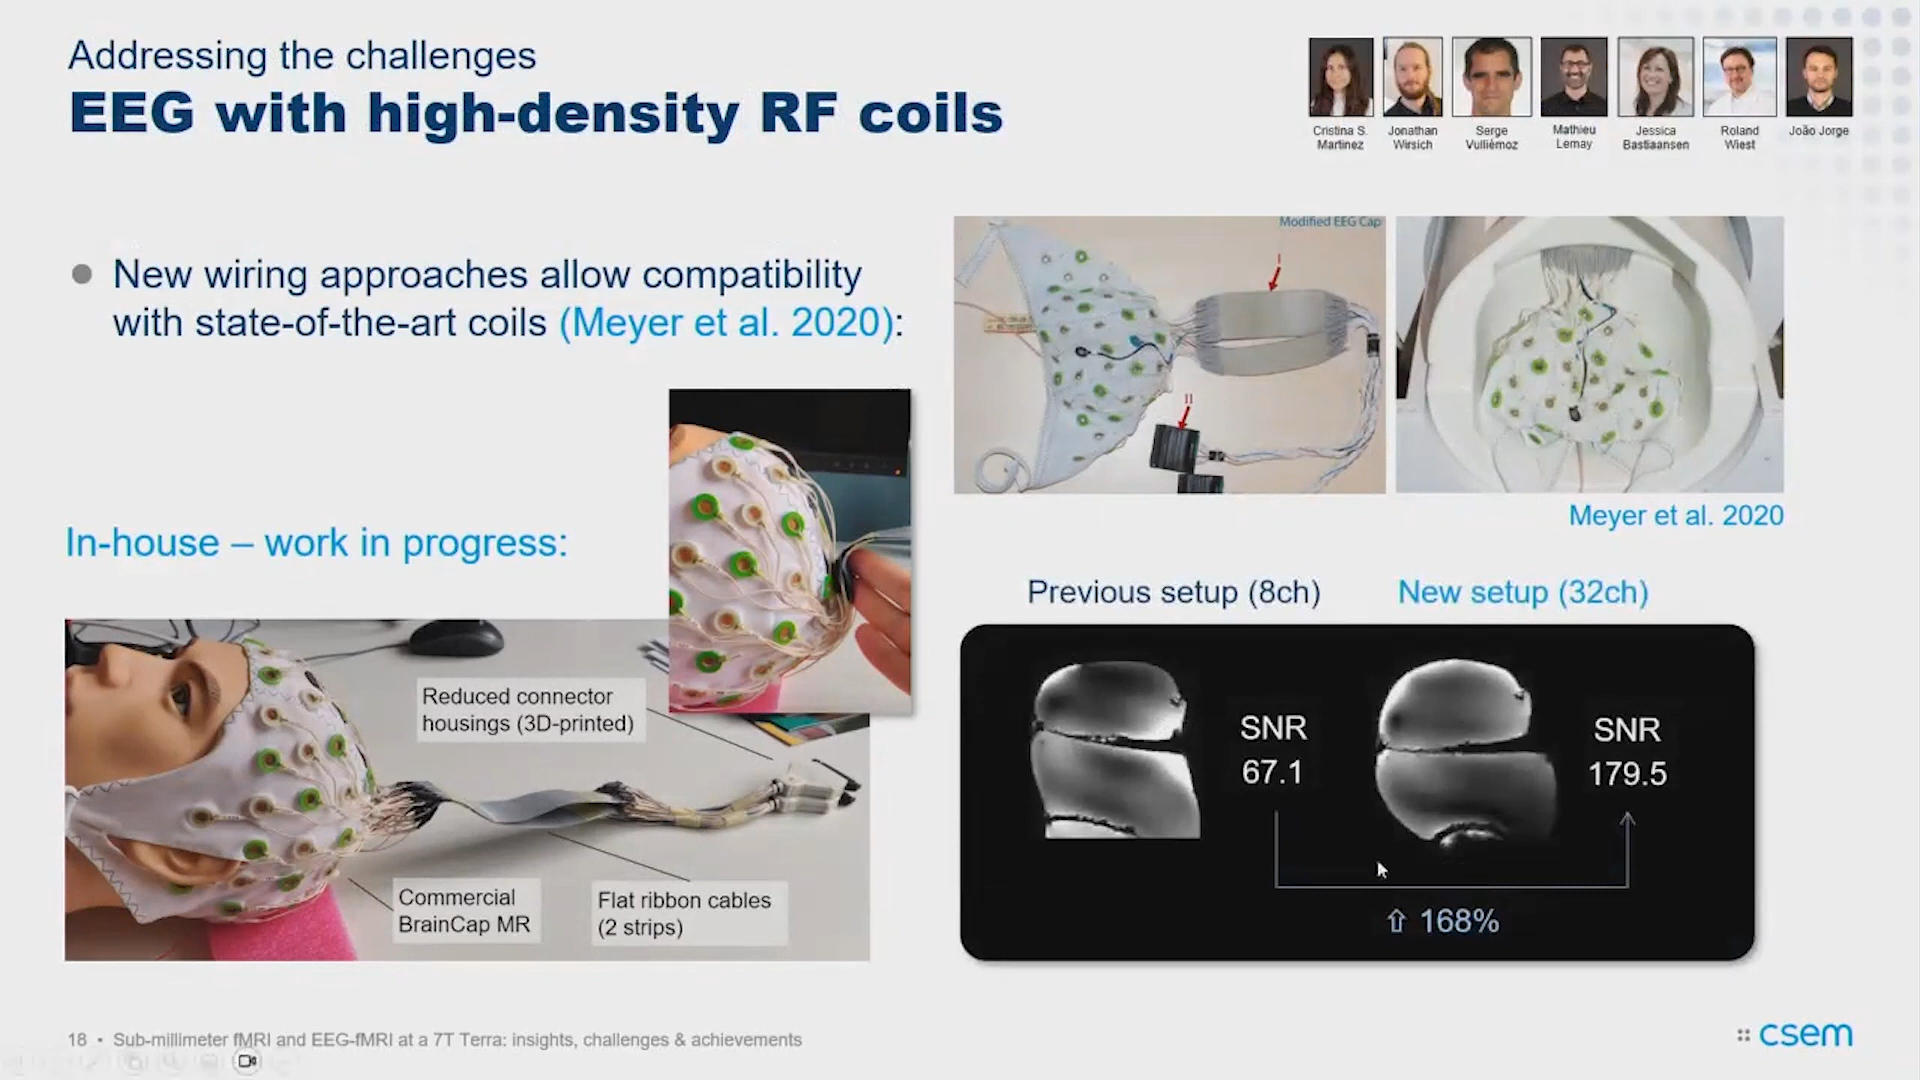 Addressing the challenges
EEG with high-density RF coils
Cristina S.
Martinez
Jonathan
Wirsich
Serge
Vulliémoz
Mathieu
Lemay
Jessica
Bastiaansen
Roland
Wiest
João Jorge
New wiring approaches allow compatibility
with state-of-the-art coils (Meyer et al. 2020):
Modified EEG Cap
I
II
Meyer et al. 2020
In-house – work in progress:
Reduced connector
housings (3D-printed)
Commercial
BrainCap MR
Flat ribbon cables
(2 strips)
Previous setup (8ch)
New setup (32ch)
SNR
67.1
SNR
179.5
⇧ 168%
18 • Sub-millimeter fMRI and EEG-fMRI at a 7T Terra: insights, challenges & achievements
csem